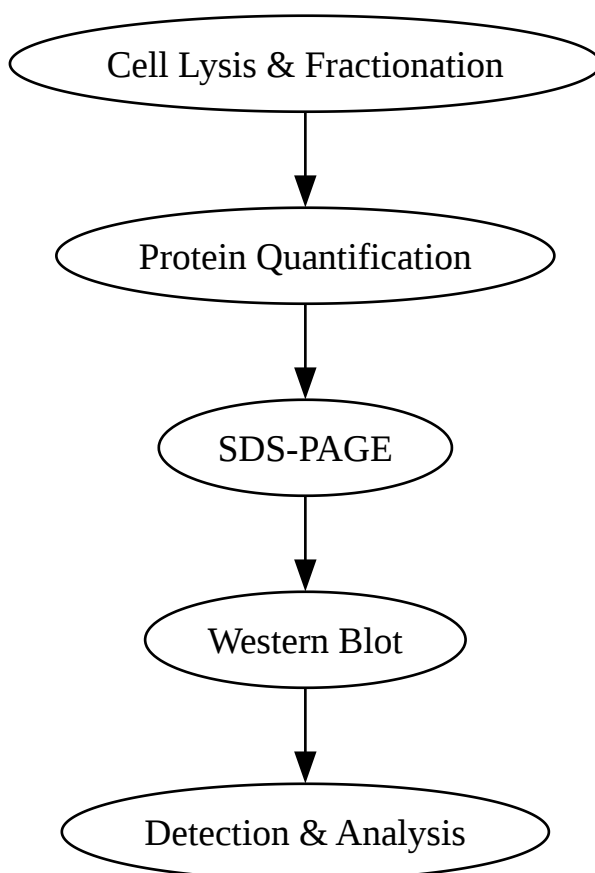 Cell Lysis & Fractionation
Protein Quantification
SDS-PAGE
Western Blot
Detection & Analysis